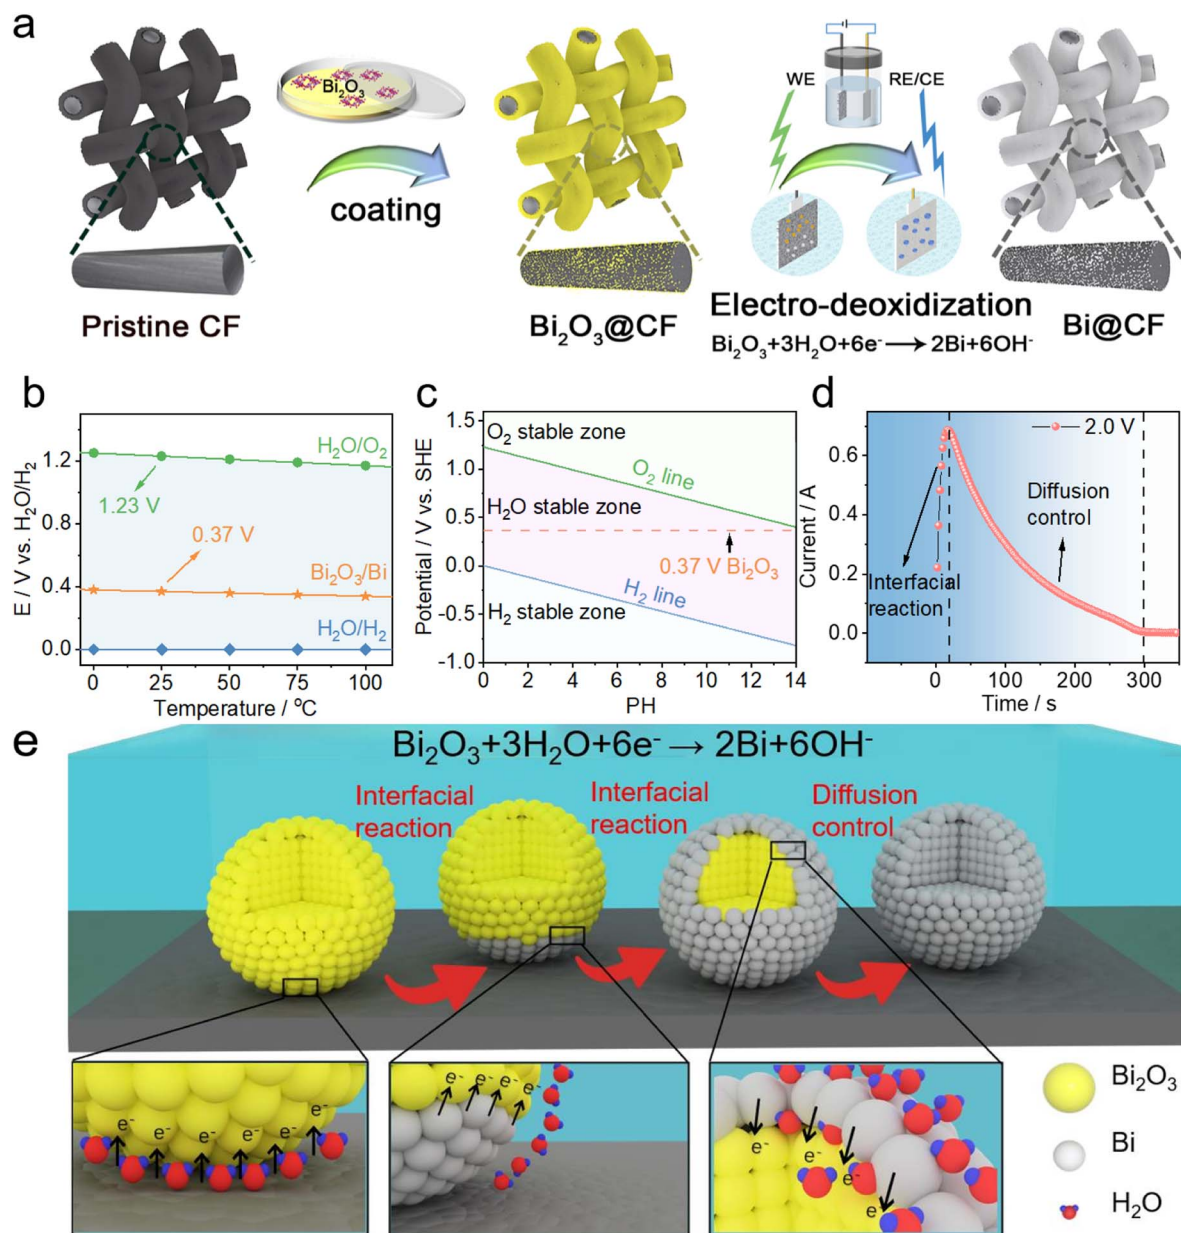 a
Bi₂O₃
coating
WE
RE/CE
Pristine CF
Bi₂O₃@CF
Electro-deoxidization
Bi₂O₃+3H₂O+6e⁻ → 2Bi+6OH⁻
Bi@CF
b
E / V vs. H₂O/H₂
1.2
0.8
0.4
0.0
H₂O/O₂
1.23 V
0.37 V
Bi₂O₃/Bi
H₂O/H₂
0
25
50
75
100
Temperature / ºC
c
Potential / V vs. SHE
1.5
1.0
0.5
0.0
-0.5
-1.0
O₂ stable zone
O₂ line
H₂O stable zone
0.37 V Bi₂O₃
H₂ line
H₂ stable zone
0
2
4
6
8
10
12
14
PH
d
Current / A
0.6
0.4
0.2
0.0
2.0 V
Diffusion
control
Interfacial
reaction
0
100
200
300
Time / s
e
Bi₂O₃+3H₂O+6e⁻ → 2Bi+6OH⁻
Interfacial
reaction
Interfacial
reaction
Diffusion
control
e⁻ e⁻ e⁻ e⁻ e⁻ e⁻
e⁻ e⁻ e⁻ e⁻
e⁻ e⁻ e⁻ e⁻
Bi₂O₃
Bi
H₂O